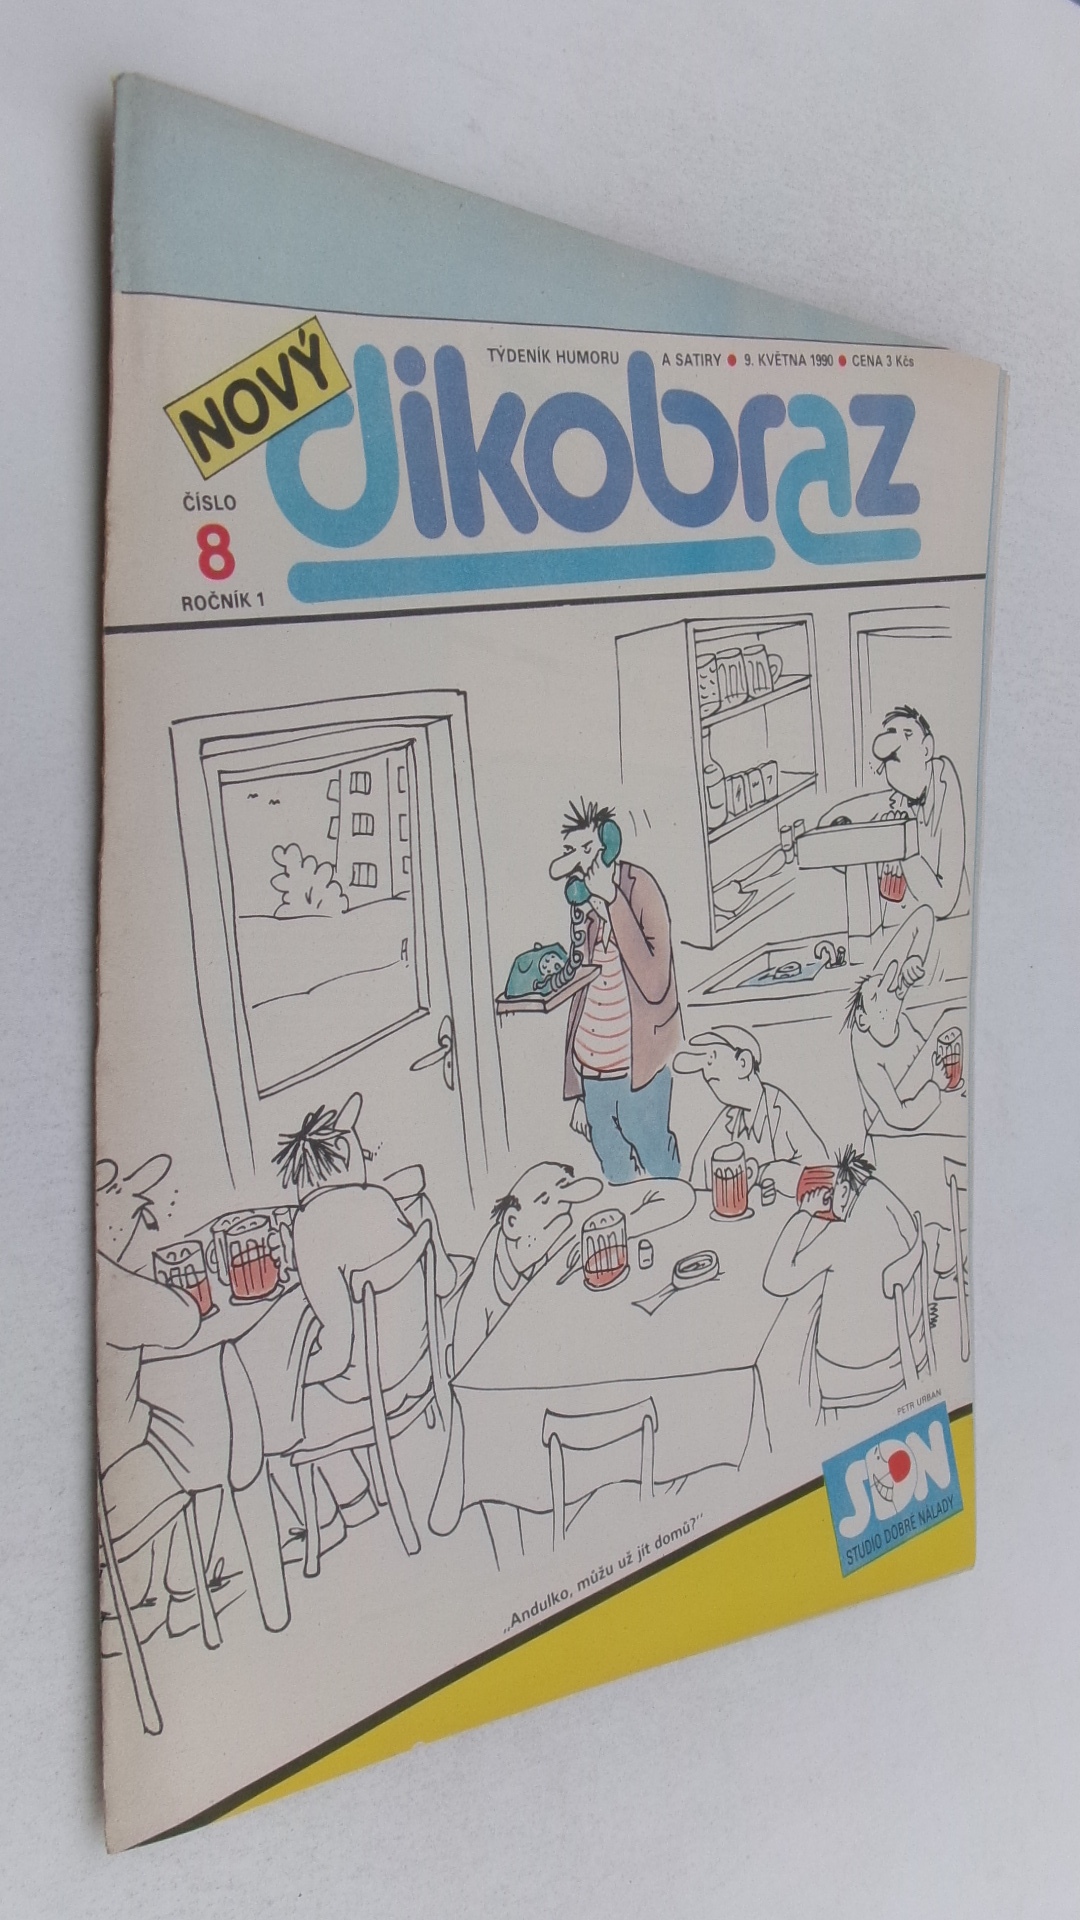 TÝDENÍK HUMORU A SATIRY ● 9. KVĚTNA 1990 ● CENA 3 Kčs
NOVÝ
dikobraz
ČÍSLO
8
ROČNÍK 1
PETR URBAN
SDN
STUDIO DOBRÉ NÁLADY
„Andulko, můžu už jít domů?“